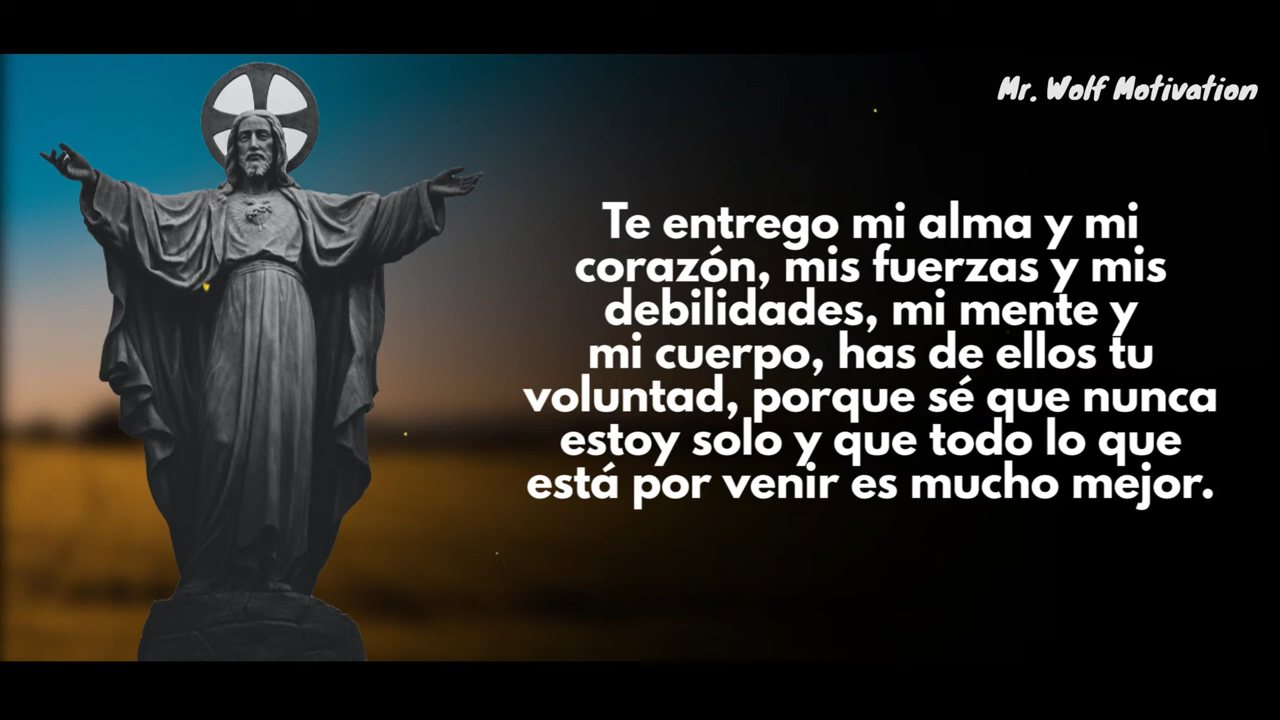 Mr. Wolf Motivation
Te entrego mi alma y mi
corazón, mis fuerzas y mis
debilidades, mi mente y
mi cuerpo, has de ellos tu
voluntad, porque sé que nunca
estoy solo y que todo lo que
está por venir es mucho mejor.